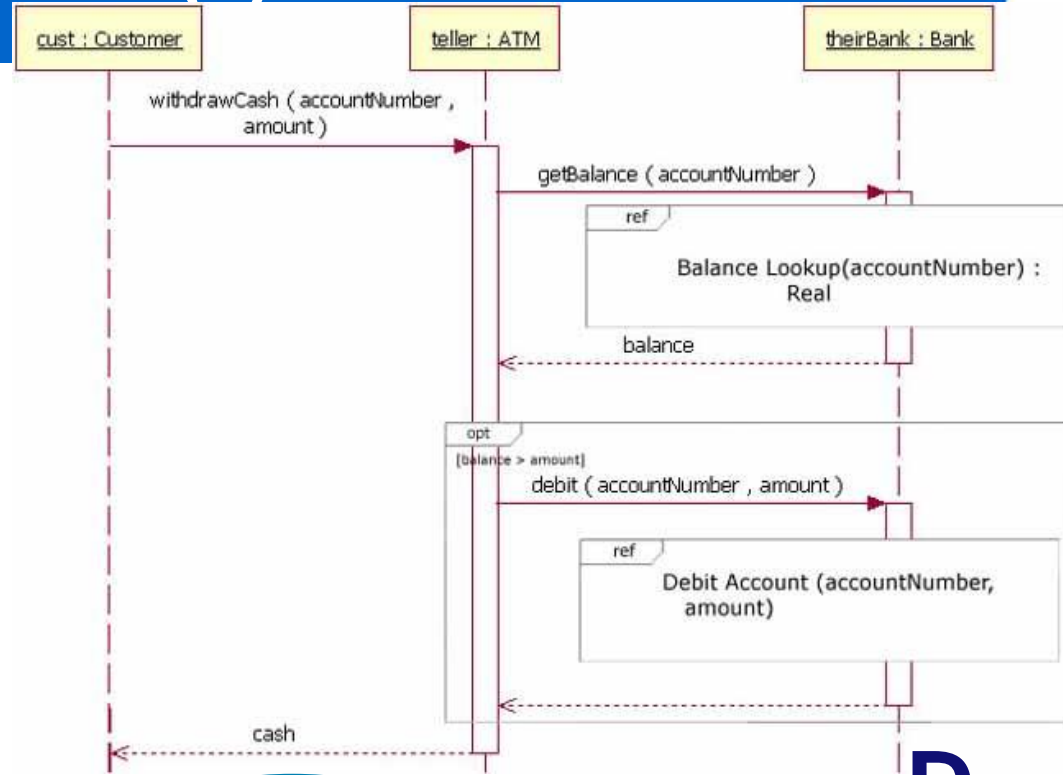 cust : Customer
teller : ATM
theirBank : Bank
withdrawCash ( accountNumber ,
amount )
getBalance ( accountNumber )
ref
Balance Lookup(accountNumber) :
Real
balance
opt
[balance > amount]
debit ( accountNumber , amount )
ref
Debit Account (accountNumber,
amount)
cash